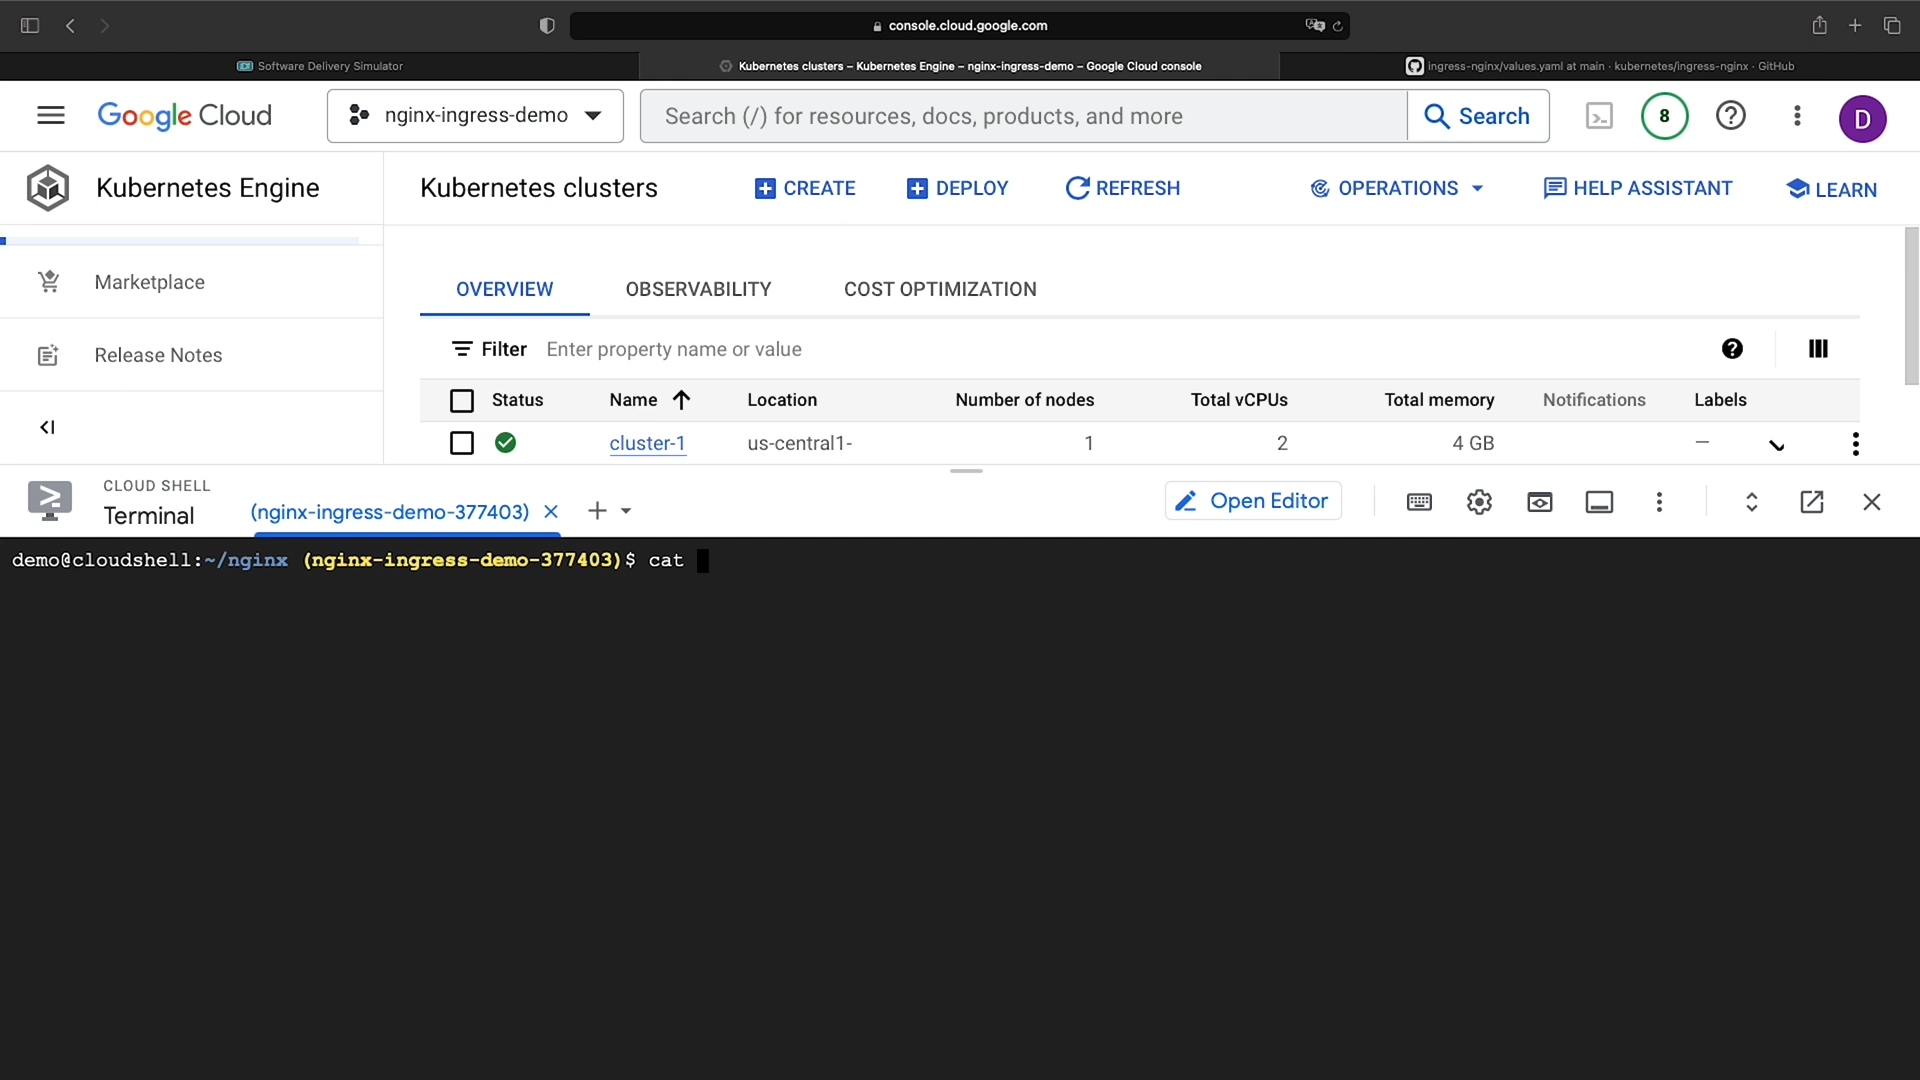 console.cloud.google.com
Software Delivery Simulator
Kubernetes clusters – Kubernetes Engine – nginx-ingress-demo – Google Cloud console
ingress-nginx/values.yaml at main · kubernetes/ingress-nginx · GitHub
Google Cloud
nginx-ingress-demo
Search (/) for resources, docs, products, and more
Search
8
D
Kubernetes Engine
Kubernetes clusters
CREATE
DEPLOY
REFRESH
OPERATIONS
HELP ASSISTANT
LEARN
Marketplace
Release Notes
OVERVIEW
OBSERVABILITY
COST OPTIMIZATION
Filter Enter property name or value
Status Name Location Number of nodes Total vCPUs Total memory Notifications Labels
cluster-1 us-central1- 1 2 4 GB —
CLOUD SHELL
Terminal
(nginx-ingress-demo-377403)
Open Editor
demo@cloudshell:~/nginx (nginx-ingress-demo-377403)$ cat